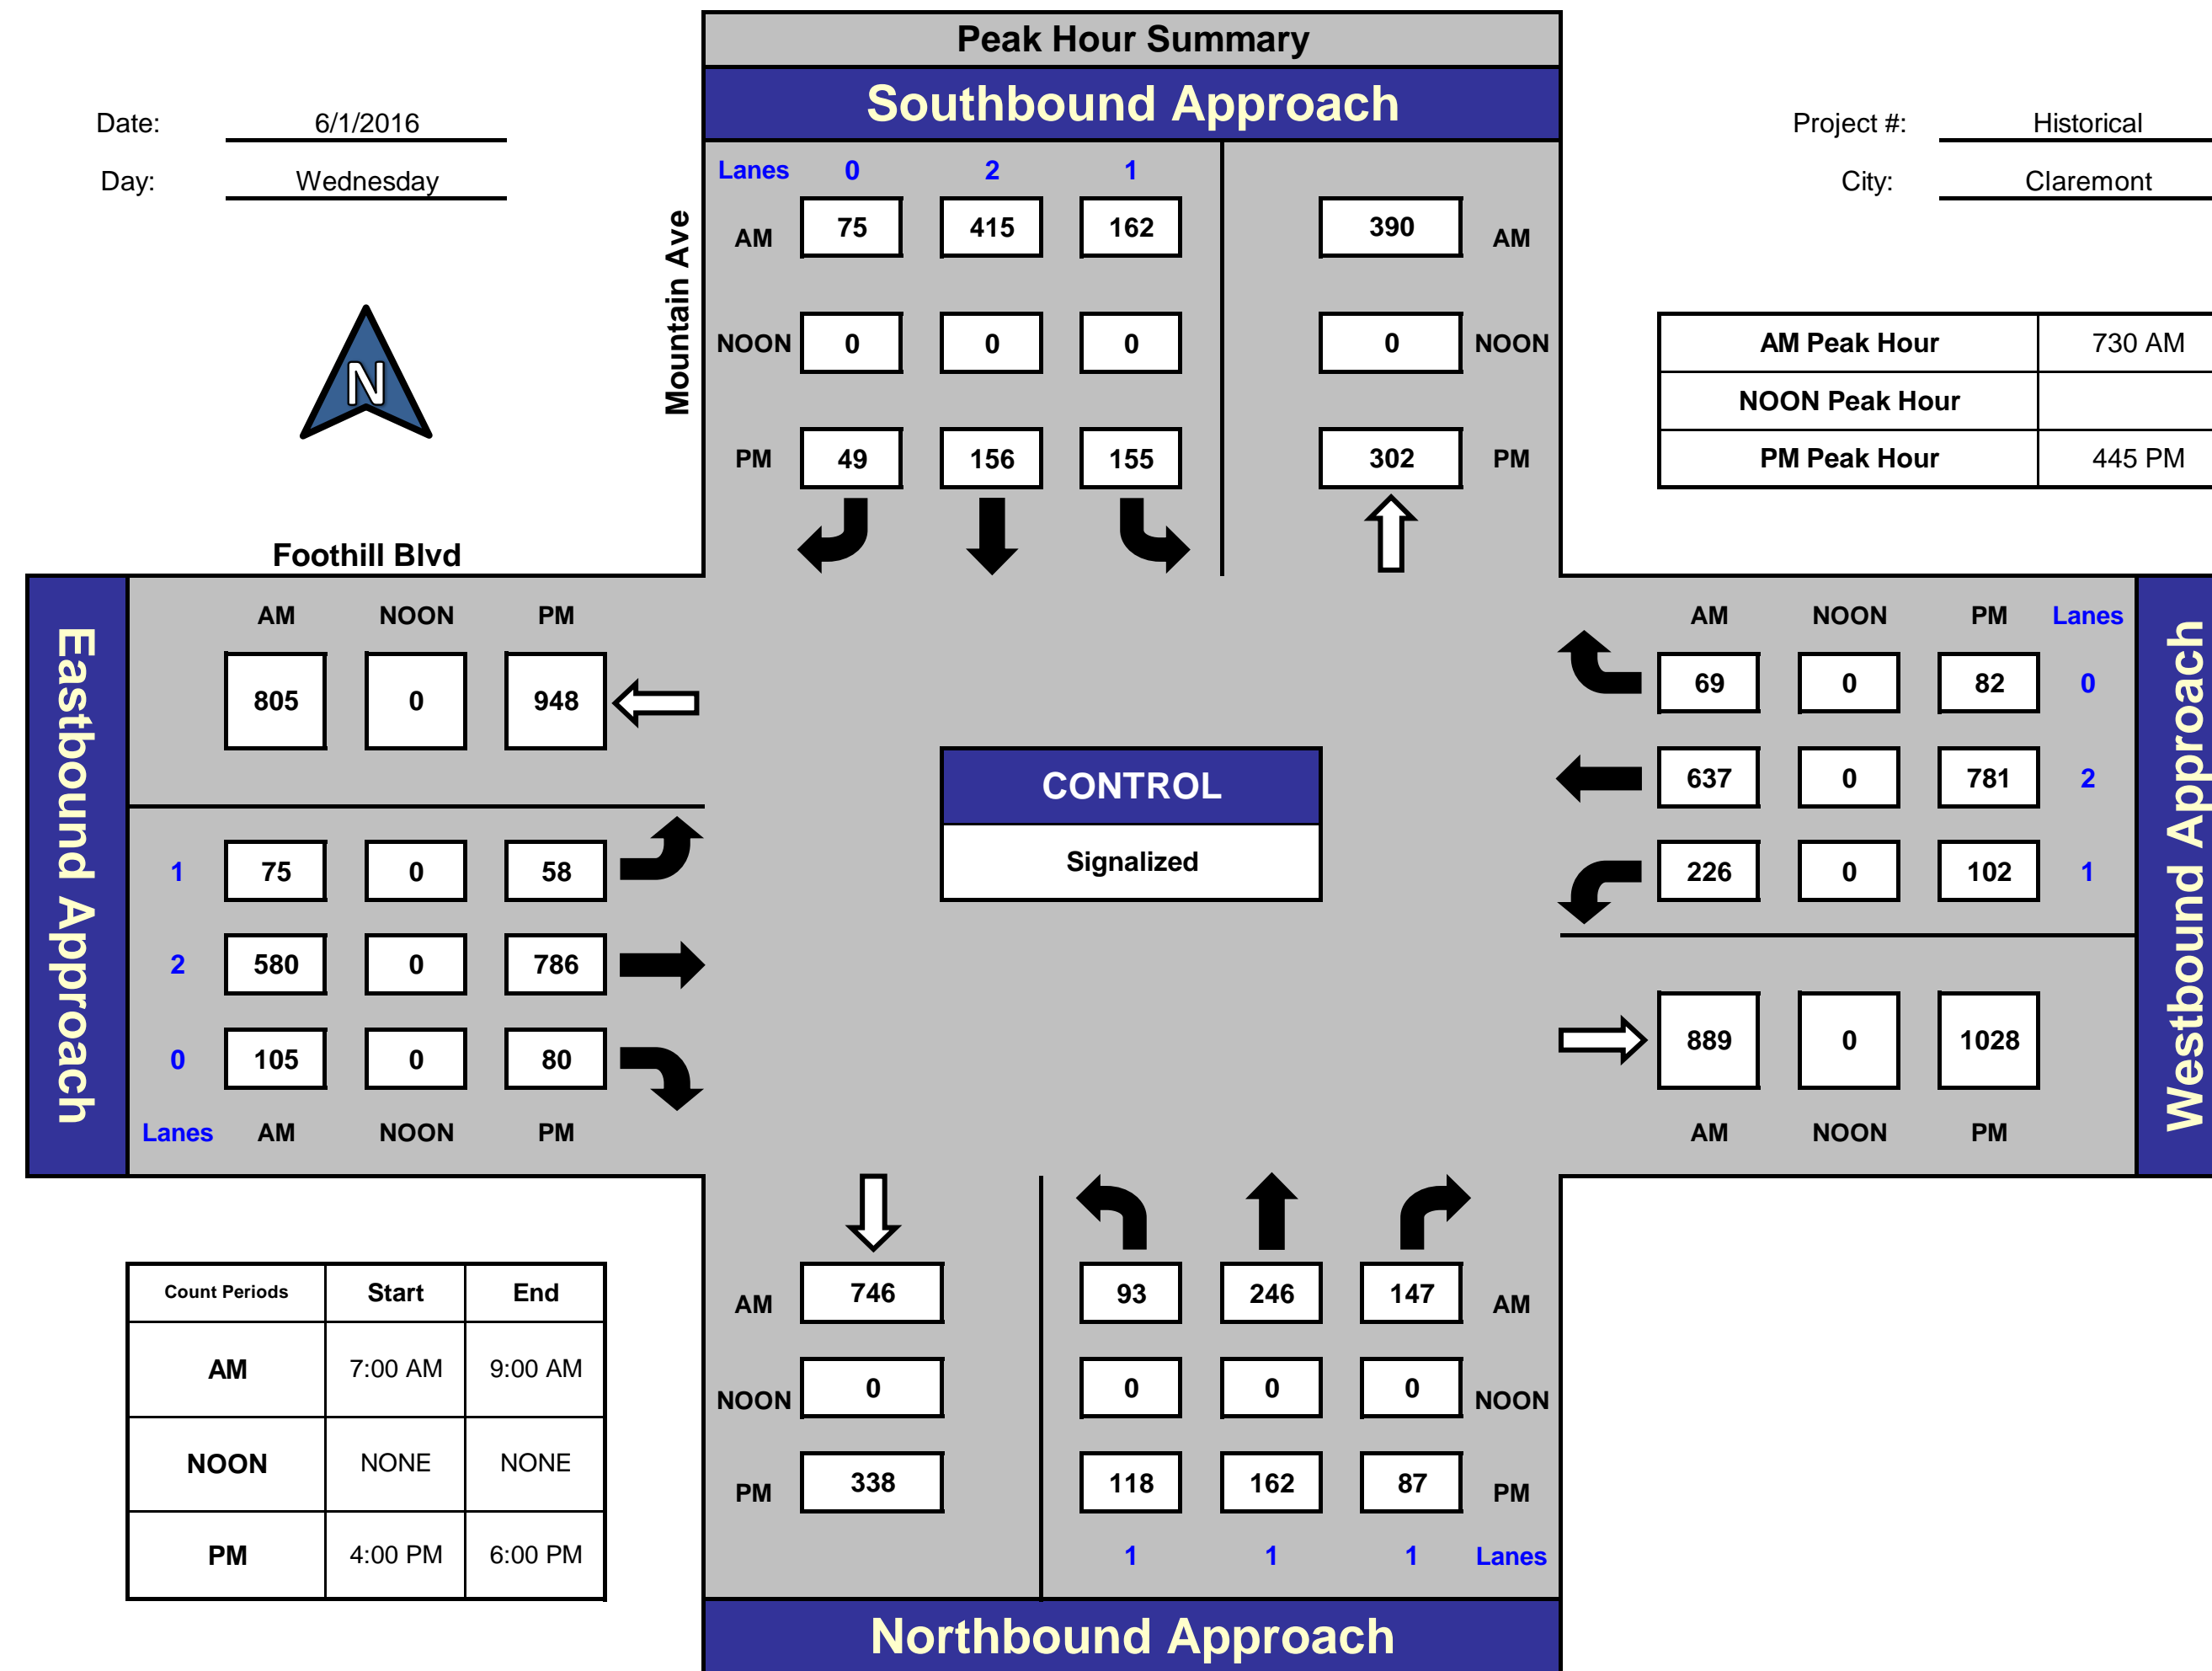 Peak Hour Summary
Southbound Approach
Date: 6/1/2016
Project #: Historical
Day: Wednesday
City: Claremont
Lanes 0 2 1
AM 75 415 162 390 AM
NOON 0 0 0 0 NOON
PM 49 156 155 302 PM
Mountain Ave
N
AM Peak Hour 730 AM
NOON Peak Hour
PM Peak Hour 445 PM
Foothill Blvd
Eastbound Approach
AM NOON PM
805 0 948
1 75 0 58
2 580 0 786
0 105 0 80
Lanes AM NOON PM
CONTROL
Signalized
AM NOON PM Lanes
69 0 82 0
637 0 781 2
226 0 102 1
889 0 1028
AM NOON PM
Westbound Approach
Count Periods Start End
AM 7:00 AM 9:00 AM
NOON NONE NONE
PM 4:00 PM 6:00 PM
AM 746 93 246 147 AM
NOON 0 0 0 0 NOON
PM 338 118 162 87 PM
1 1 1 Lanes
Northbound Approach